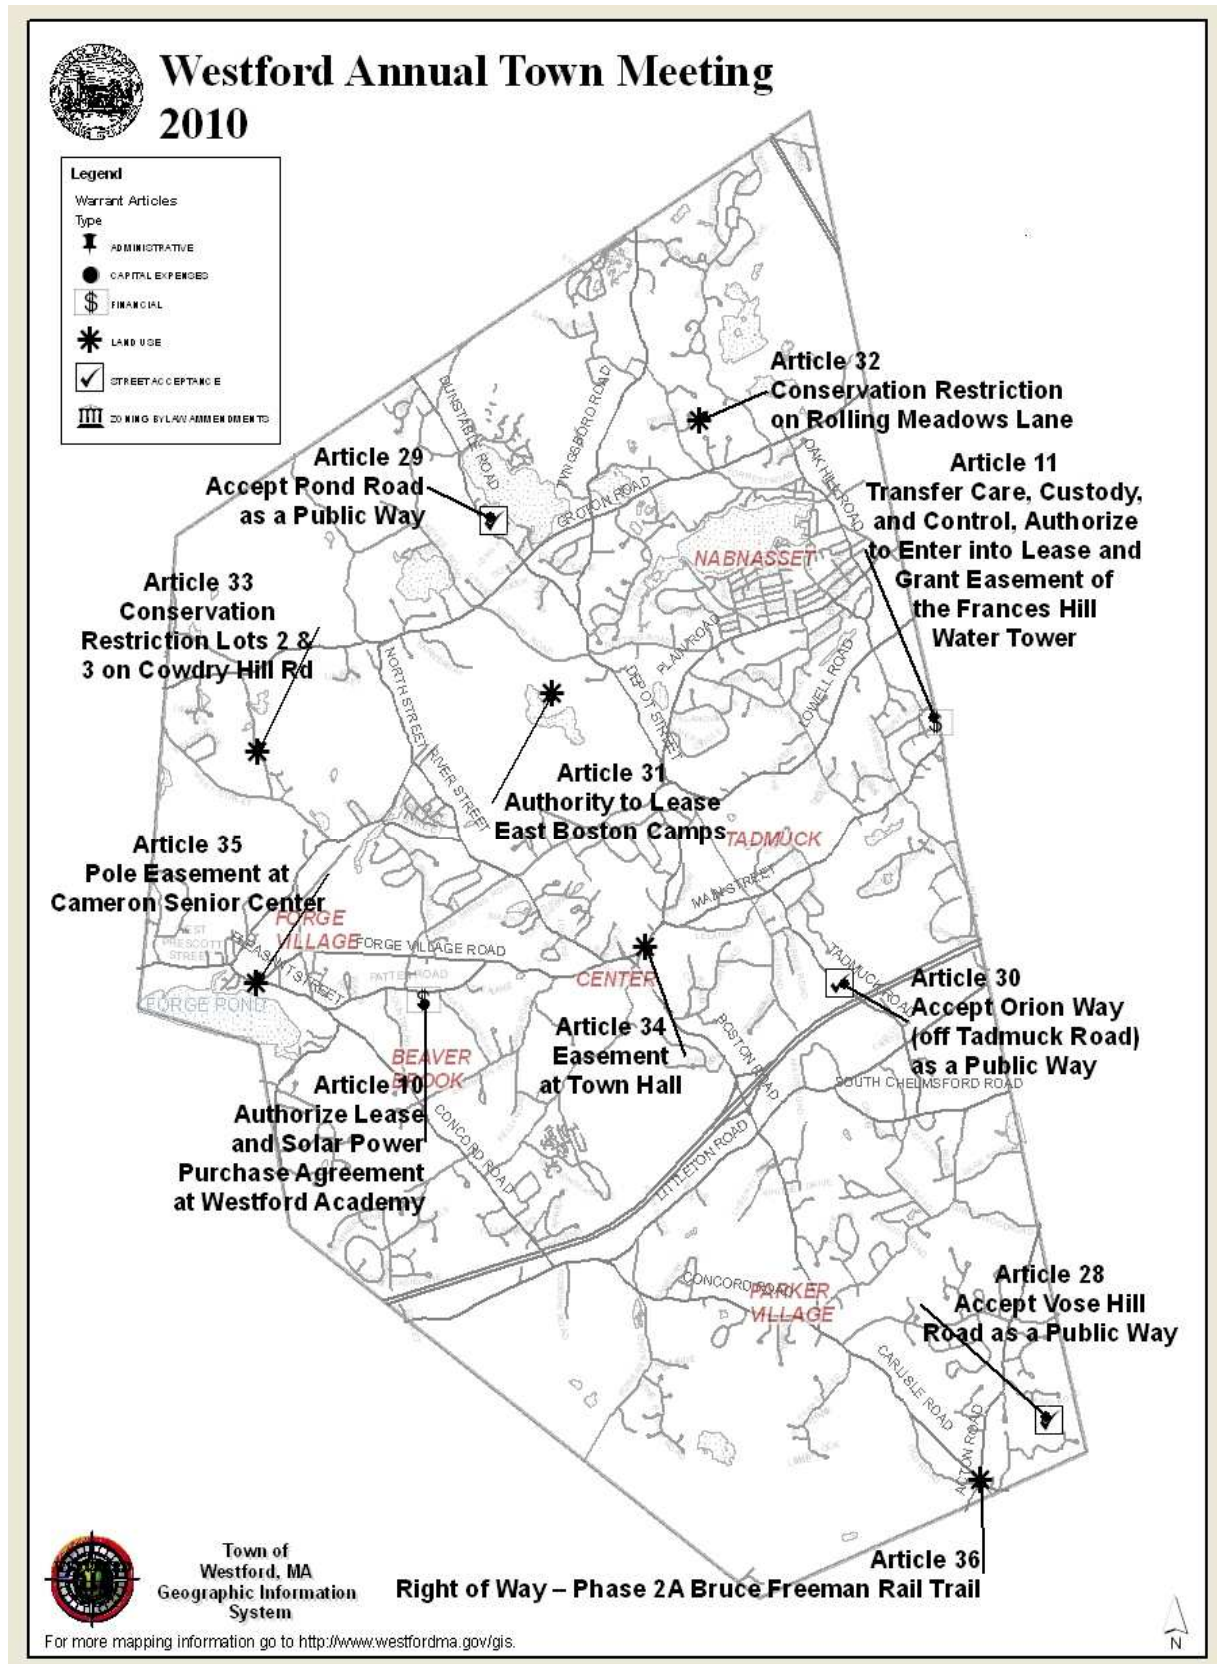 Westford Annual Town Meeting
2010
Legend
Warrant Articles
Type
ADMINISTRATIVE
CAPITAL EXPENSES
$ FINANCIAL
LAND USE
STREET ACCEPTANCE
ZONING BYLAW AMMENDMENTS
Article 32
Conservation Restriction
on Rolling Meadows Lane
DUNSTABLE ROAD
TYNGSBORO ROAD
GROTON ROAD
OAK HILL ROAD
Article 29
Accept Pond Road
as a Public Way
Article 11
Transfer Care, Custody,
and Control, Authorize
to Enter into Lease and
Grant Easement of
the Frances Hill
Water Tower
NABNASSET
Article 33
Conservation
Restriction Lots 2 &
3 on Cowdry Hill Rd
PLAIN ROAD
NORTH STREET
DEPOT STREET
LOWELL ROAD
$
RIVER STREET
Article 31
Authority to Lease
East Boston Camps
TADMUCK
MAIN STREET
Article 35
Pole Easement at
Cameron Senior Center
FORGE
VILLAGE
FORGE VILLAGE ROAD
WEST
PRESCOTT
STREET
PLEASANT STREET
PATTEN ROAD
FORGE POND
$
CENTER
TADMUCK ROAD
Article 30
Accept Orion Way
(off Tadmuck Road)
as a Public Way
Article 34
Easement
at Town Hall
BOSTON ROAD
SOUTH CHELMSFORD ROAD
BEAVER
BROOK
Article 10
Authorize Lease
and Solar Power
Purchase Agreement
at Westford Academy
CONCORD ROAD
LITTLETON ROAD
CONCORD ROAD
PARKER
VILLAGE
Article 28
Accept Vose Hill
Road as a Public Way
CARLISLE ROAD
ACTON ROAD
Article 36
Right of Way – Phase 2A Bruce Freeman Rail Trail
Town of
Westford, MA
Geographic Information
System
For more mapping information go to http://www.westfordma.gov/gis.
N